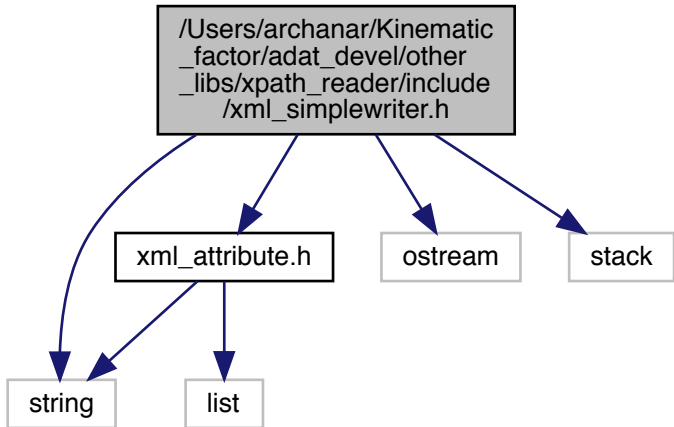 /Users/archanar/Kinematic
_factor/adat_devel/other
_libs/xpath_reader/include
/xml_simplewriter.h
xml_attribute.h
ostream
stack
string
list